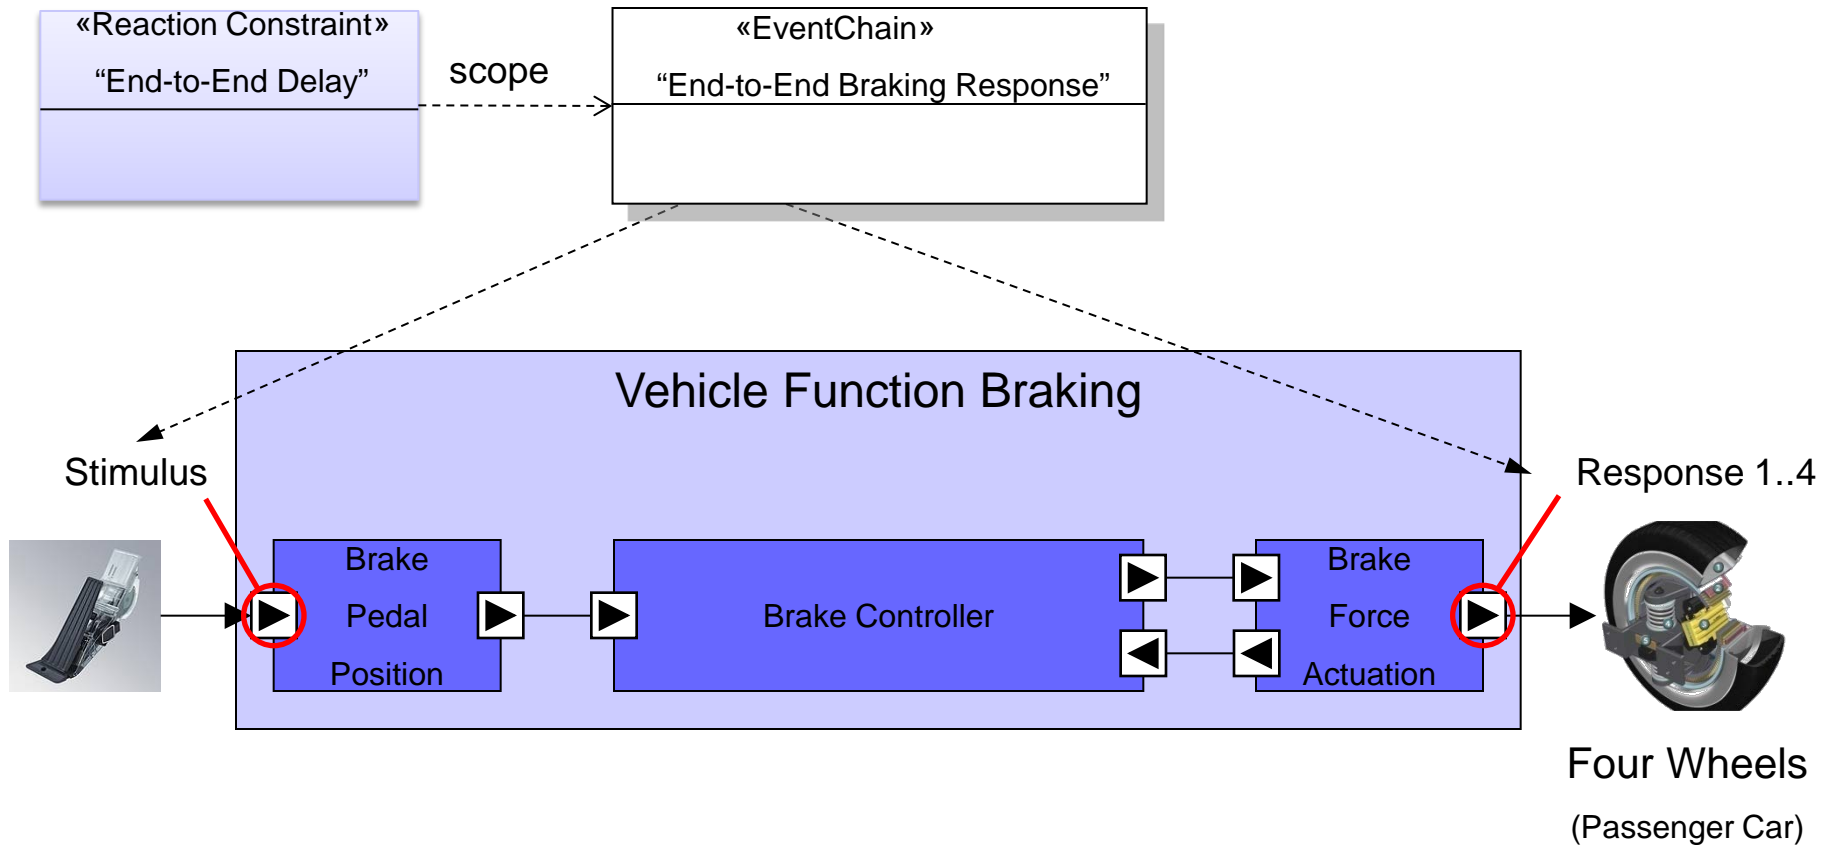 «Reaction Constraint»
“End-to-End Delay”
scope
«EventChain»
“End-to-End Braking Response”
Vehicle Function Braking
Stimulus
Response 1..4
Brake
Pedal
Position
Brake Controller
Brake
Force
Actuation
Four Wheels
(Passenger Car)